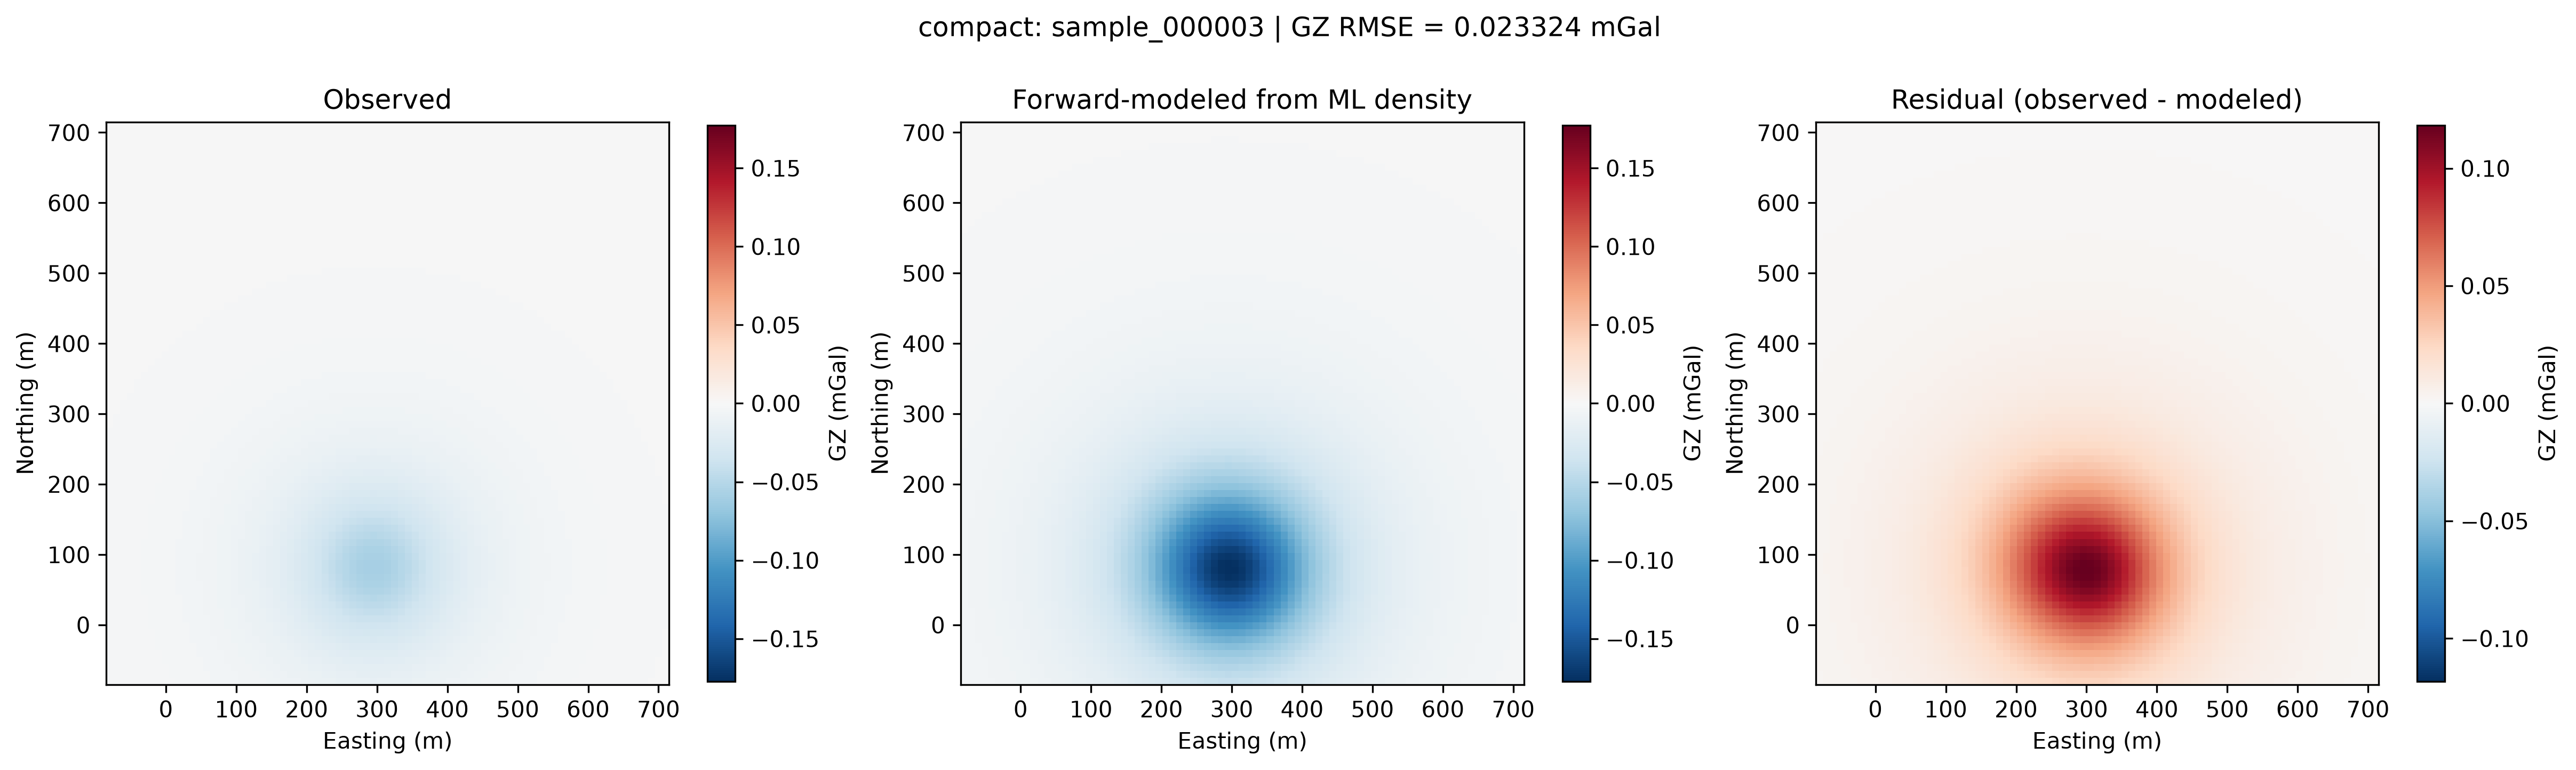 compact: sample_000003 | GZ RMSE = 0.023324 mGal
Observed
700
600
500
400
300
200
100
0
Northing (m)
0 100 200 300 400 500 600 700
Easting (m)
0.15
0.10
0.05
0.00
−0.05
−0.10
−0.15
GZ (mGal)
Forward-modeled from ML density
700
600
500
400
300
200
100
0
Northing (m)
0 100 200 300 400 500 600 700
Easting (m)
0.15
0.10
0.05
0.00
−0.05
−0.10
−0.15
GZ (mGal)
Residual (observed - modeled)
700
600
500
400
300
200
100
0
Northing (m)
0 100 200 300 400 500 600 700
Easting (m)
0.10
0.05
0.00
−0.05
−0.10
GZ (mGal)